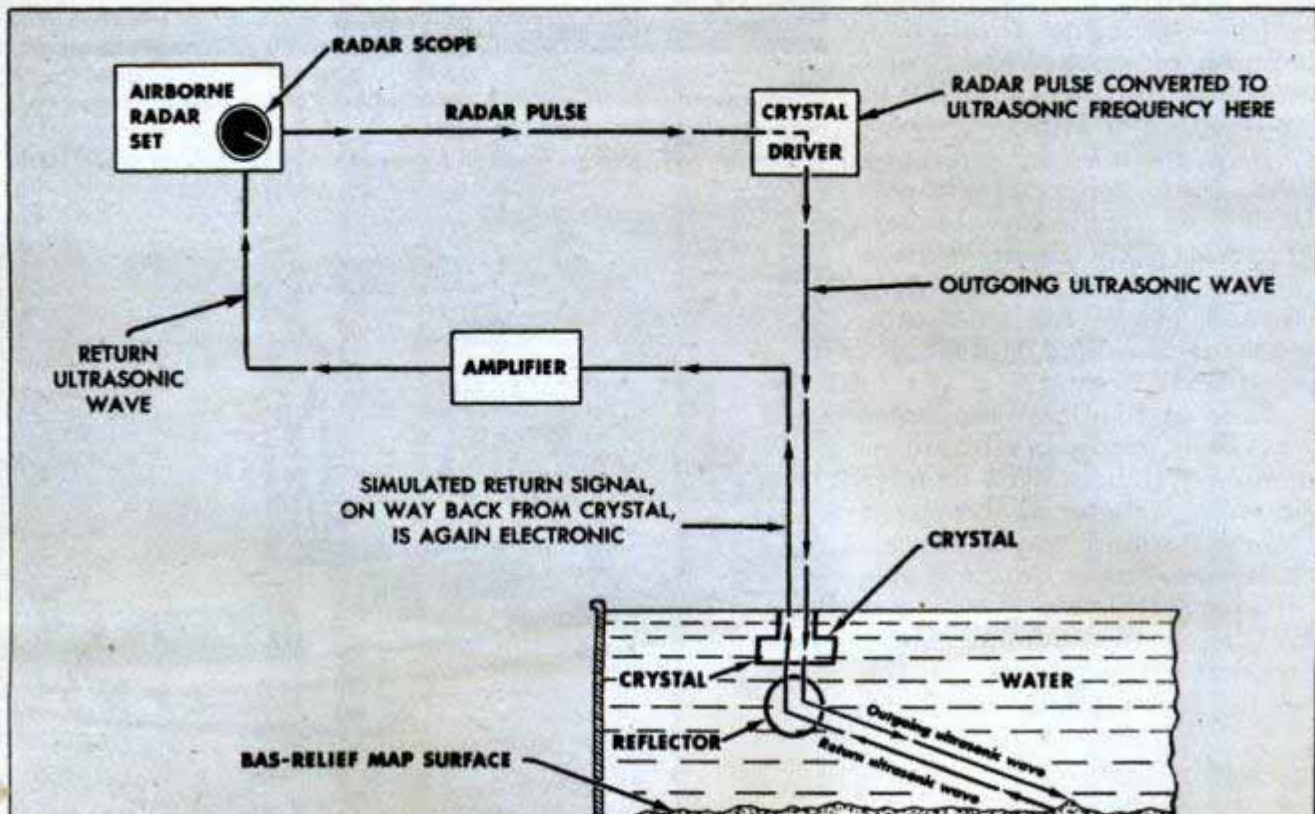 RADAR SCOPE
AIRBORNE
RADAR
SET
RADAR PULSE
CRYSTAL
DRIVER
RADAR PULSE CONVERTED TO
ULTRASONIC FREQUENCY HERE
OUTGOING ULTRASONIC WAVE
RETURN
ULTRASONIC
WAVE
AMPLIFIER
SIMULATED RETURN SIGNAL,
ON WAY BACK FROM CRYSTAL,
IS AGAIN ELECTRONIC
CRYSTAL
CRYSTAL
WATER
REFLECTOR
Outgoing ultrasonic wave
Return ultrasonic wave
BAS-RELIEF MAP SURFACE